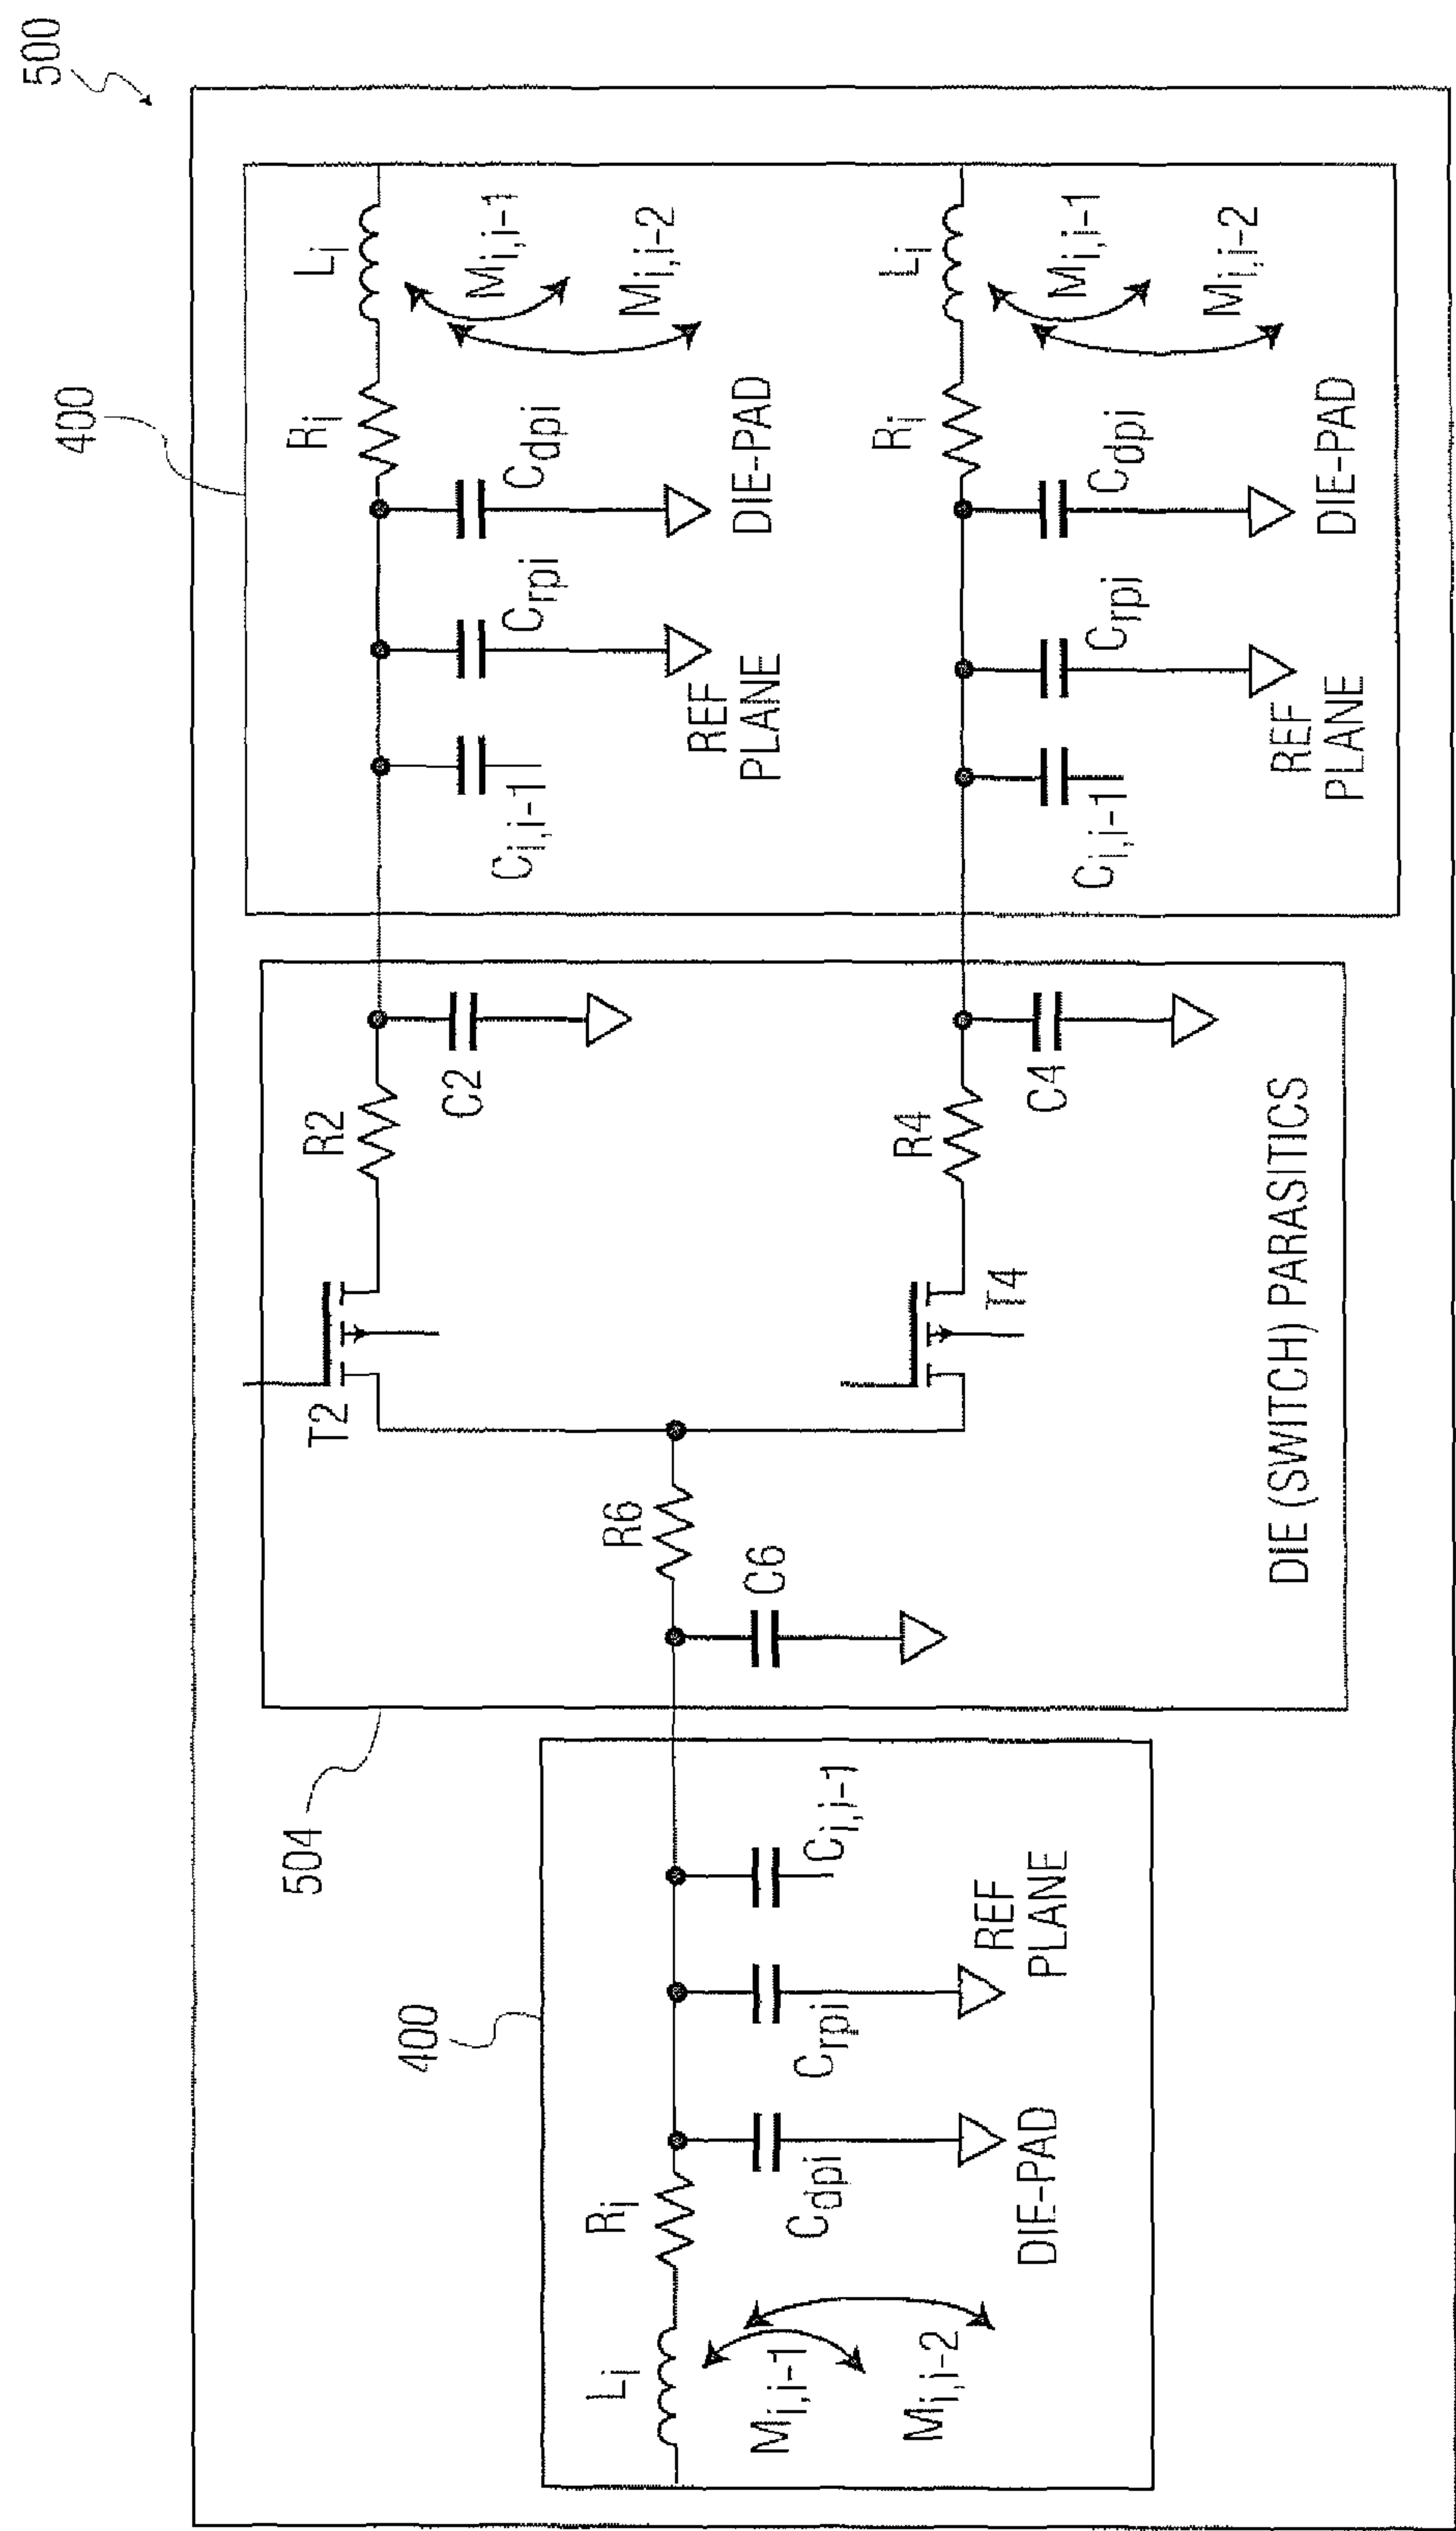 500
400
Li
Mi,i-1
Mi,i-2
Ri
Cdpi
DIE-PAD
Crpi
REF
PLANE
Ci,i-1
Li
Mi,i-1
Mi,i-2
Ri
Cdpi
DIE-PAD
Crpi
REF
PLANE
Ci,i-1
504
T2
R2
C2
T4
R4
C4
R6
C6
DIE (SWITCH) PARASITICS
400
Li
Mi,i-1
Mi,i-2
Ri
Cdpi
DIE-PAD
Crpi
REF
PLANE
Ci,i-1